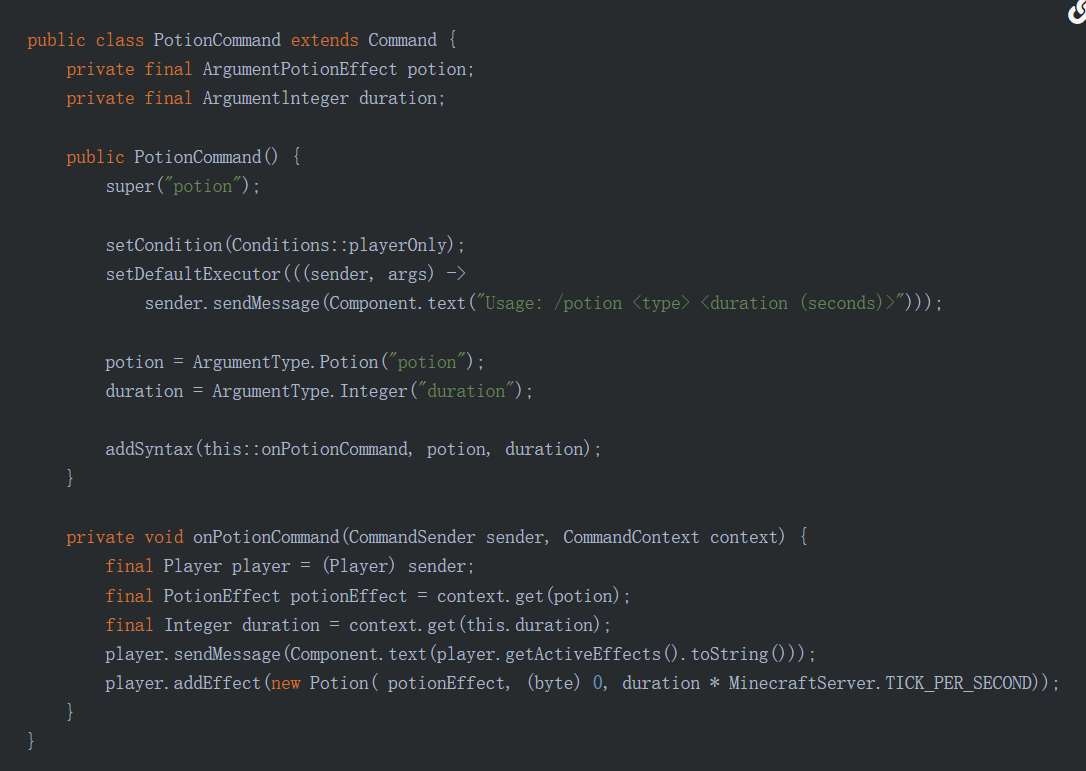 public class PotionCommand extends Command {
    private final ArgumentPotionEffect potion;
    private final Argumentlnteger duration;

    public PotionCommand() {
        super("potion");

        setCondition(Conditions::playerOnly);
        setDefaultExecutor(((sender, args) ->
            sender.sendMessage(Component.text("Usage: /potion <type> <duration (seconds)>")));

        potion = ArgumentType.Potion("potion");
        duration = ArgumentType.Integer("duration");

        addSyntax(this::onPotionCommand, potion, duration);
    }

    private void onPotionCommand(CommandSender sender, CommandContext context) {
        final Player player = (Player) sender;
        final PotionEffect potionEffect = context.get(potion);
        final Integer duration = context.get(this.duration);
        player.sendMessage(Component.text(player.getActiveEffects().toString()));
        player.addEffect(new Potion( potionEffect, (byte) 0, duration * MinecraftServer.TICK_PER_SECOND));
    }
}